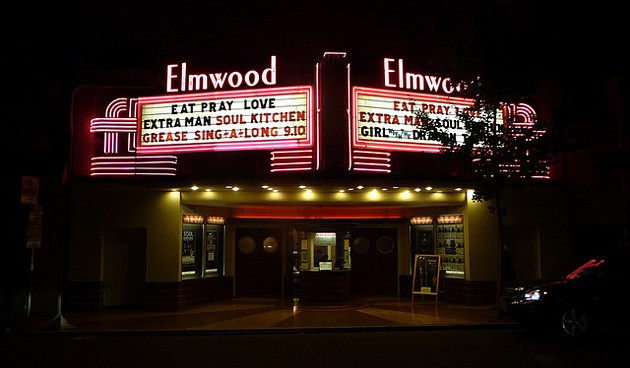 Elmwood
EAT PRAY LOVE
EXTRA MAN SOUL KITCHEN
GREASE SING-A-LONG 9.10
Elmwo
EAT PRAY
EXTRA MAN SOUL
GIRL
SOUL